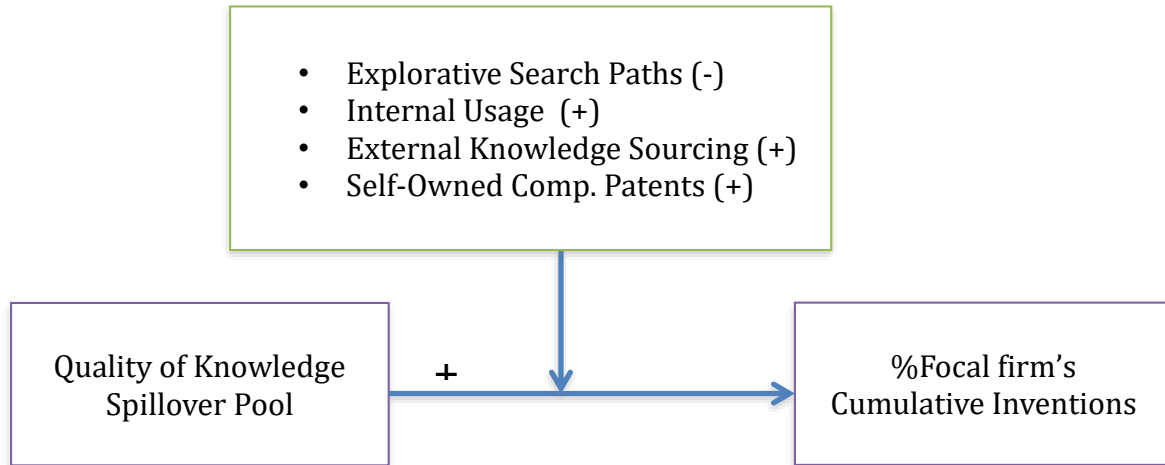 • Explorative Search Paths (-)
• Internal Usage (+)
• External Knowledge Sourcing (+)
• Self-Owned Comp. Patents (+)
Quality of Knowledge
Spillover Pool
+
%Focal firm’s
Cumulative Inventions